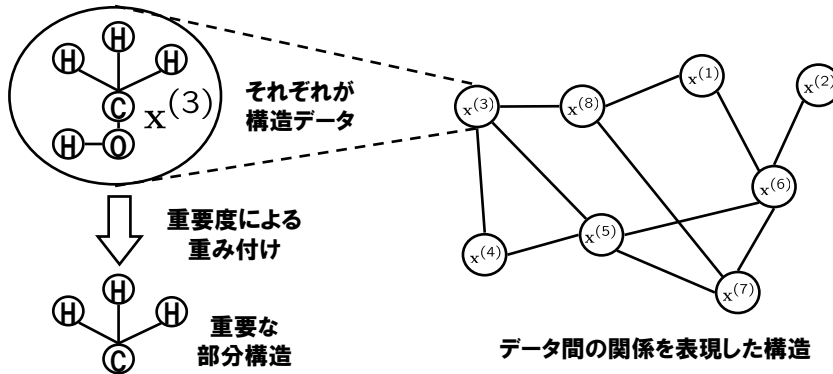 H
H H
C
x(3)
H O
それぞれが
構造データ
重要度による
重み付け
H
H H
C
重要な
部分構造
x(3)
x(8)
x(1)
x(2)
x(6)
x(4)
x(5)
x(7)
データ間の関係を表現した構造